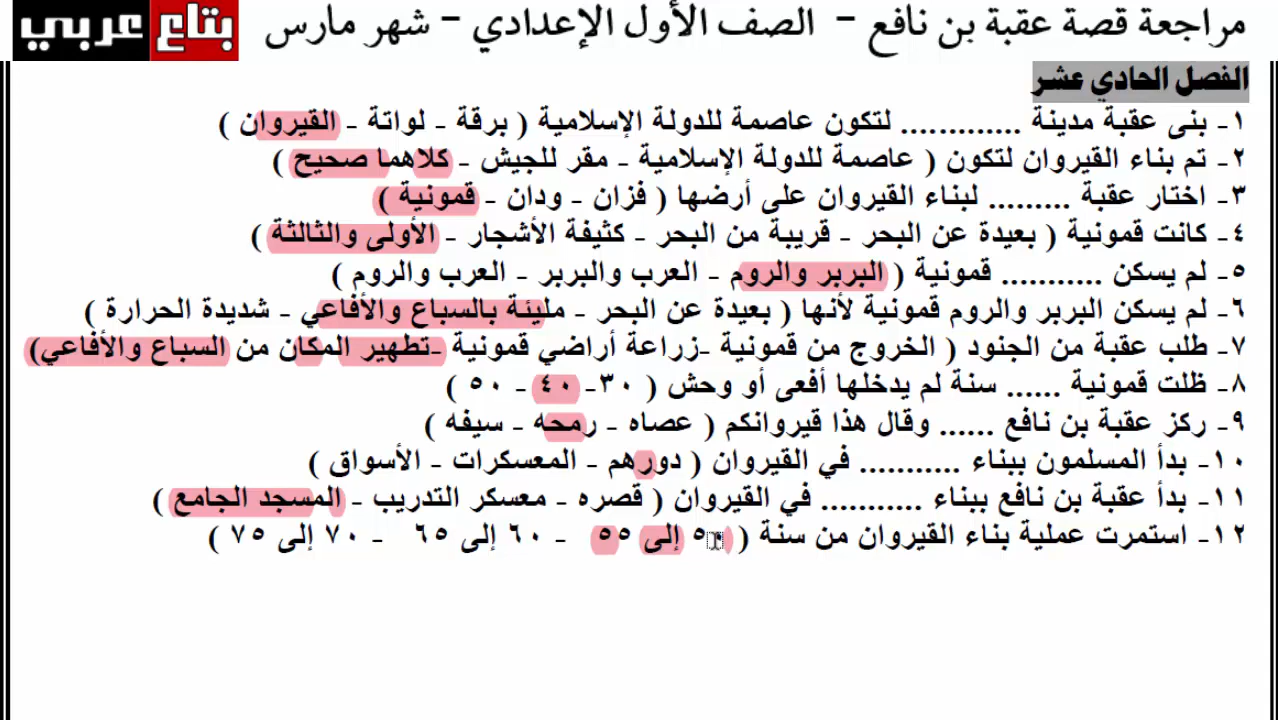 مراجعة قصة عقبة بن نافع - الصف الأول الإعدادي - شهر مارس
بتاع عربي
الفصل الحادي عشر
١- بنى عقبة مدينة ............. لتكون عاصمة للدولة الإسلامية ( برقة - لواتة - القيروان )
٢- تم بناء القيروان لتكون ( عاصمة للدولة الإسلامية - مقر للجيش - كلاهما صحيح )
٣- اختار عقبة ......... لبناء القيروان على أرضها ( فزان - ودان - قمونية )
٤- كانت قمونية ( بعيدة عن البحر - قريبة من البحر - كثيفة الأشجار - الأولى والثالثة )
٥- لم يسكن ........... قمونية ( البربر والروم - العرب والبربر - العرب والروم )
٦- لم يسكن البربر والروم قمونية لأنها ( بعيدة عن البحر - مليئة بالسباع والأفاعي - شديدة الحرارة )
٧- طلب عقبة من الجنود ( الخروج من قمونية -زراعة أراضي قمونية -تطهير المكان من السباع والأفاعي)
٨- ظلت قمونية ...... سنة لم يدخلها أفعى أو وحش ( ٣٠- ٤٠ - ٥٠ )
٩- ركز عقبة بن نافع ...... وقال هذا قيروانكم ( عصاه - رمحه - سيفه )
١٠- بدأ المسلمون ببناء ........... في القيروان ( دورهم - المعسكرات - الأسواق )
١١- بدأ عقبة بن نافع ببناء ........... في القيروان ( قصره - معسكر التدريب - المسجد الجامع )
١٢- استمرت عملية بناء القيروان من سنة ( ٥٠ إلى ٥٥ - ٦٠ إلى ٦٥ - ٧٠ إلى ٧٥ )